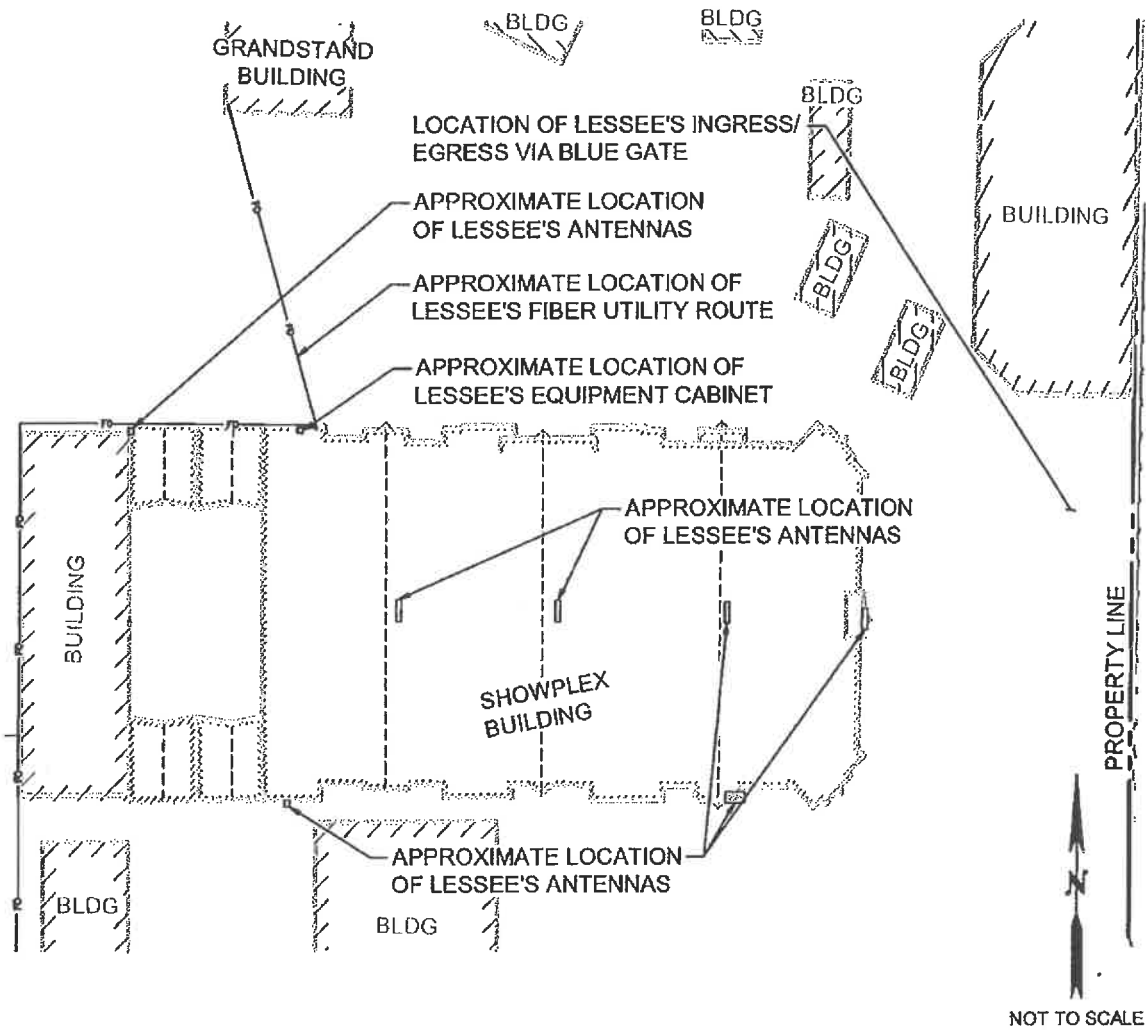 BLDG
BLDG
GRANDSTAND
BUILDING
BLDG
LOCATION OF LESSEE'S INGRESS/
EGRESS VIA BLUE GATE
APPROXIMATE LOCATION
OF LESSEE'S ANTENNAS
BUILDING
BLDG
APPROXIMATE LOCATION OF
LESSEE'S FIBER UTILITY ROUTE
BLDG
APPROXIMATE LOCATION OF
LESSEE'S EQUIPMENT CABINET
APPROXIMATE LOCATION
OF LESSEE'S ANTENNAS
BUILDING
SHOWPLEX
BUILDING
PROPERTY LINE
APPROXIMATE LOCATION
OF LESSEE'S ANTENNAS
BLDG
BLDG
N
NOT TO SCALE